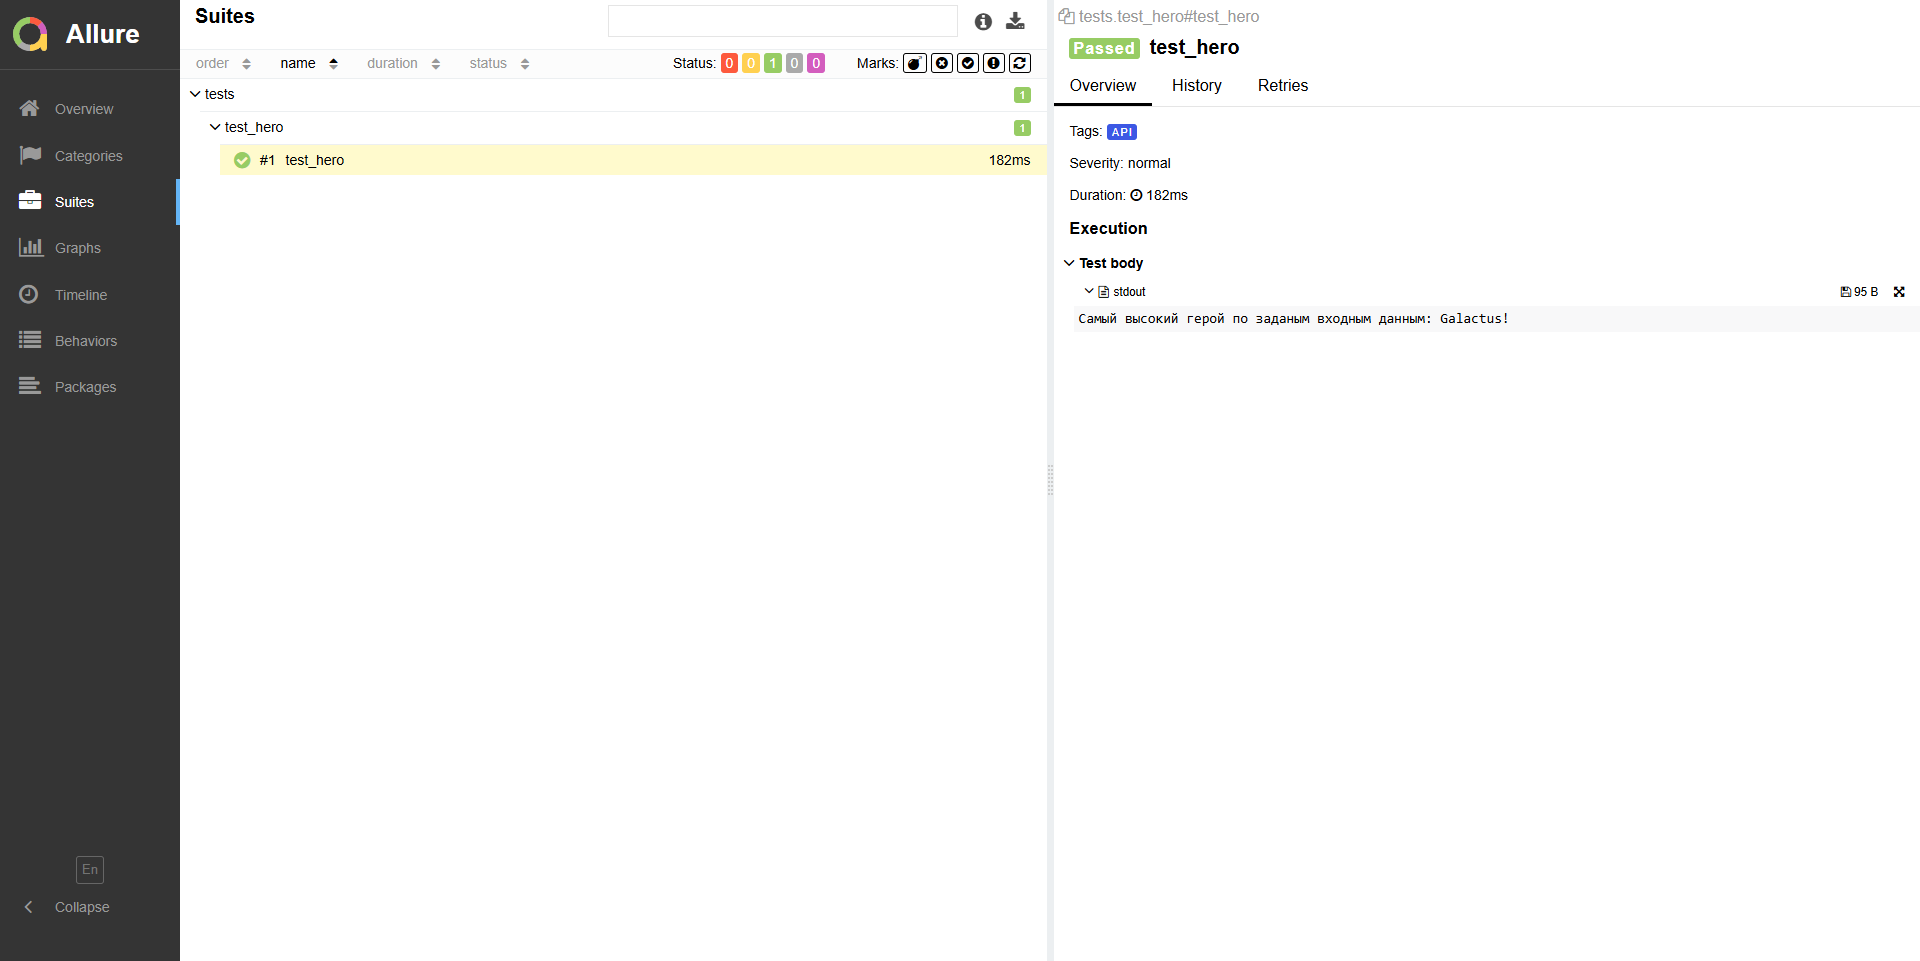 Allure
Overview
Categories
Suites
Graphs
Timeline
Behaviors
Packages
En
Collapse
Suites
order name duration status Status: 0 0 1 0 0 Marks:
tests 1
test_hero 1
#1 test_hero 182ms
tests.test_hero#test_hero
Passed test_hero
Overview History Retries
Tags: API
Severity: normal
Duration: 182ms
Execution
Test body
stdout 95 B
Самый высокий герой по заданым входным данным: Galactus!